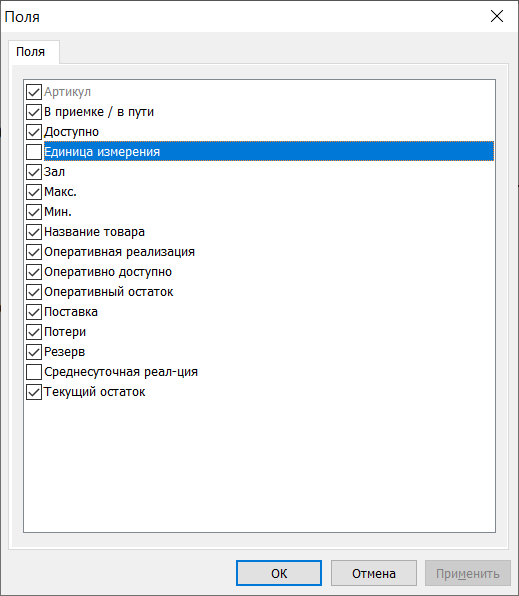 Поля
Поля
Артикул
В приемке / в пути
Доступно
Единица измерения
Зал
Макс.
Мин.
Название товара
Оперативная реализация
Оперативно доступно
Оперативный остаток
Поставка
Потери
Резерв
Среднесуточная реал-ция
Текущий остаток
ОК
Отмена
Применить